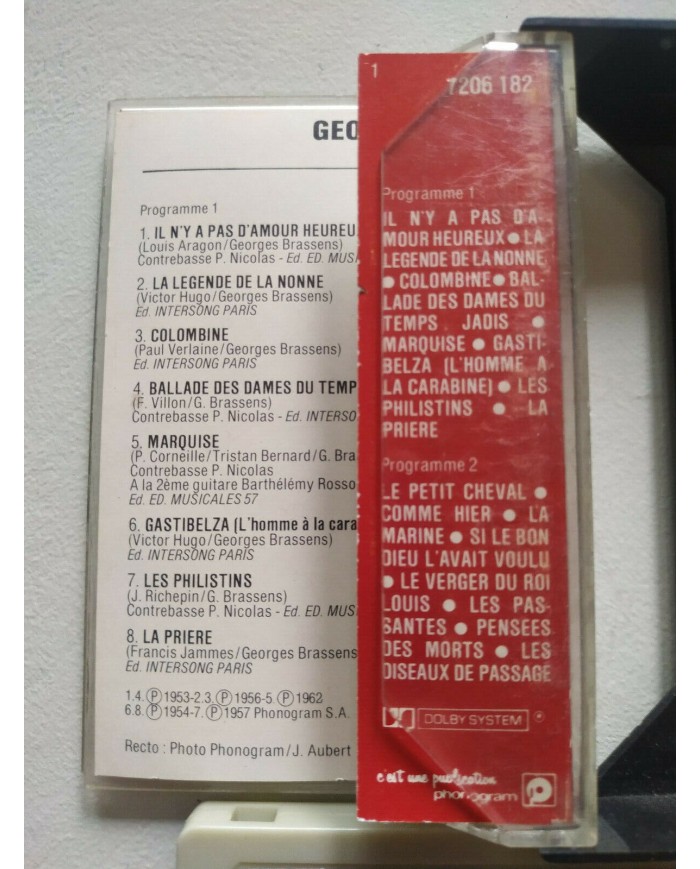 GEO
Programme 1
1. IL N'Y A PAS D'AMOUR HEUREU
(Louis Aragon/Georges Brassens)
Contrebasse P. Nicolas - Ed. ED. MUSI
2. LA LEGENDE DE LA NONNE
(Victor Hugo/Georges Brassens)
Ed. INTERSONG PARIS
3. COLOMBINE
(Paul Verlaine/Georges Brassens)
Ed. INTERSONG PARIS
4. BALLADE DES DAMES DU TEMP
(F. Villon/G. Brassens)
Contrebasse P. Nicolas - Ed. INTERSO
5. MARQUISE
(P. Corneille/Tristan Bernard/G. Bra
Contrebasse P. Nicolas
A la 2ème guitare Barthélémy Rosso
Ed. ED. MUSICALES 57
6. GASTIBELZA (L'homme à la cara
(Victor Hugo/Georges Brassens)
Ed. INTERSONG PARIS
7. LES PHILISTINS
(J. Richepin/G. Brassens)
Contrebasse P. Nicolas - Ed. ED. MUS
8. LA PRIERE
(Francis Jammes/Georges Brassens
Ed. INTERSONG PARIS
1.4. Ⓟ 1953-2.3. Ⓟ 1956-5. Ⓟ 1962
6.8. Ⓟ 1954-7. Ⓟ 1957 Phonogram S.A.
Recto : Photo Phonogram/J. Aubert
1
7206 182
Programme 1
IL N'Y A PAS D'A-
MOUR HEUREUX ● LA
LEGENDE DE LA NONNE
● COLOMBINE ● BAL-
LADE DES DAMES DU
TEMPS JADIS ●
MARQUISE ● GASTI-
BELZA (L'HOMME A
LA CARABINE) ● LES
PHILISTINS ● LA
PRIERE
Programme 2
LE PETIT CHEVAL ●
COMME HIER ● LA
MARINE ● SI LE BON
DIEU L'AVAIT VOULU
● LE VERGER DU ROI
LOUIS ● LES PAS-
SANTES ● PENSEES
DES MORTS ● LES
OISEAUX DE PASSAGE
DOLBY SYSTEM ®
c'est une publication
phonogram